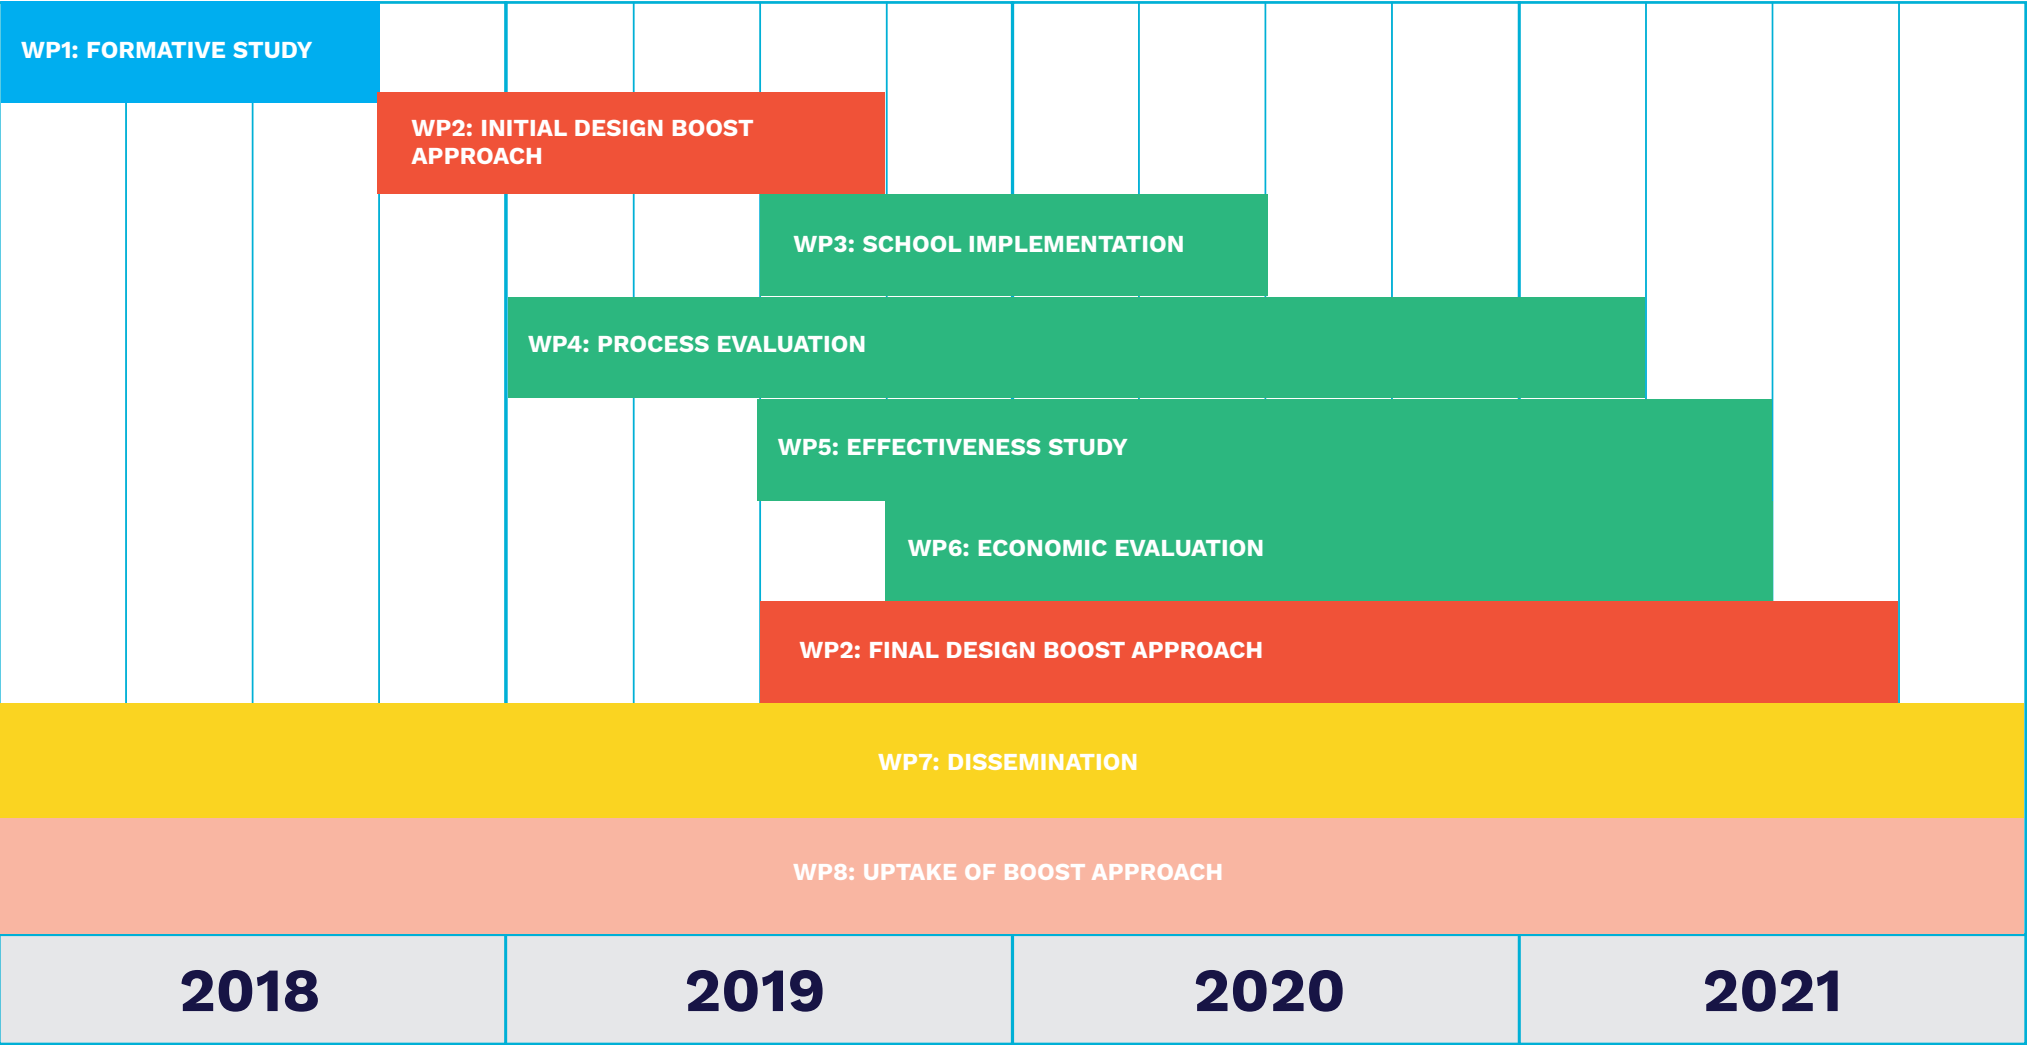 WP1: FORMATIVE STUDY
WP2: INITIAL DESIGN BOOST
APPROACH
WP3: SCHOOL IMPLEMENTATION
WP4: PROCESS EVALUATION
WP5: EFFECTIVENESS STUDY
WP6: ECONOMIC EVALUATION
WP2: FINAL DESIGN BOOST APPROACH
WP7: DISSEMINATION
WP8: UPTAKE OF BOOST APPROACH
2018 2019 2020 2021